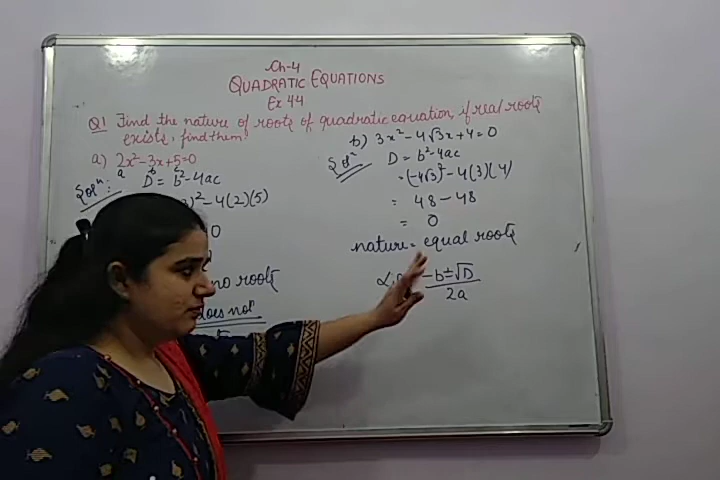 Ch-4
QUADRATIC EQUATIONS
Ex 4.4
Q1 Find the nature of roots of quadratic equation, if real roots
exists, find them.
a) 2x²-3x+5=0
a b c
Solⁿ: D = b²-4ac
)²-4(2)(5)
0
no roots
does not
b) 3x²-4√3x+4=0
Solⁿ D = b²-4ac
=(-4√3)²-4(3)(4)
= 48-48
= 0
nature = equal roots
-b±√D
2a